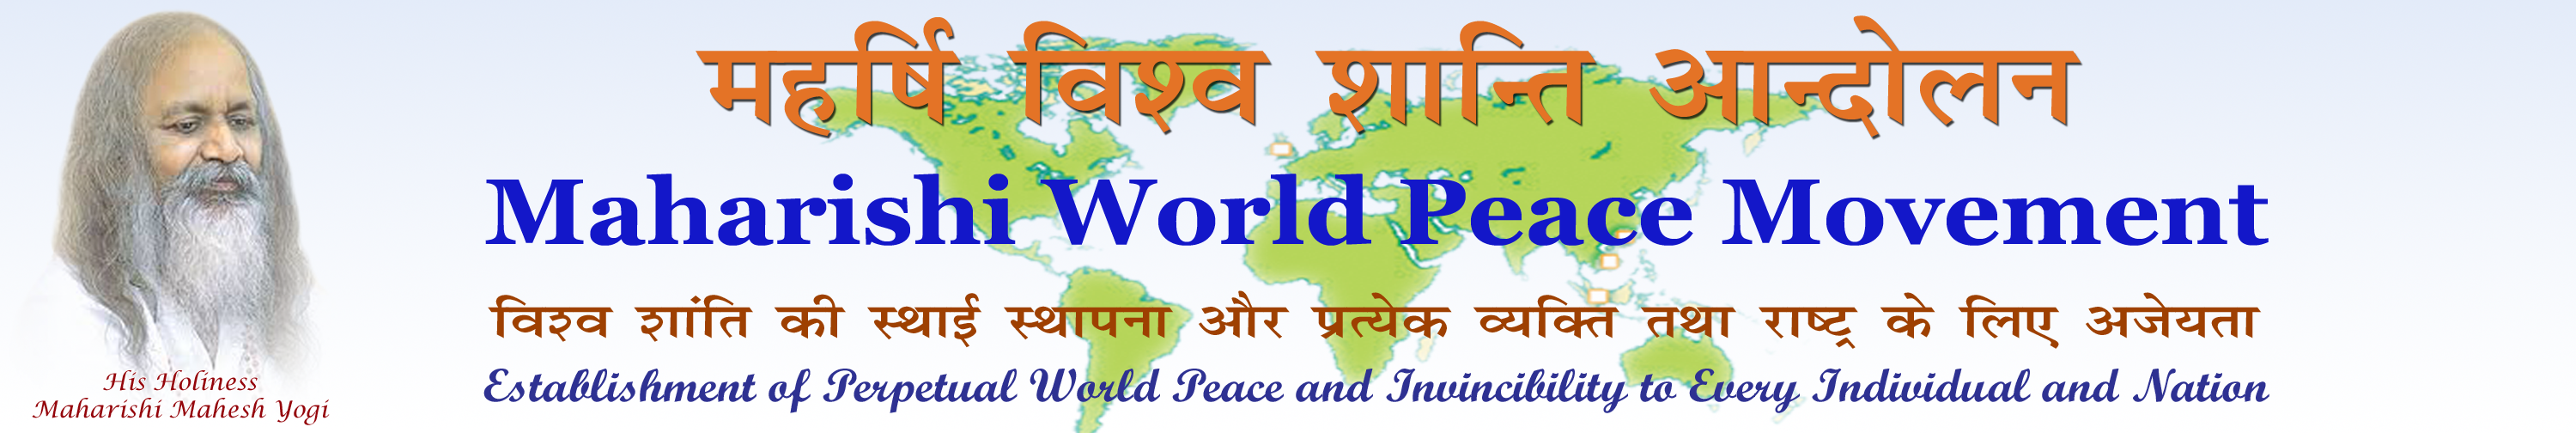 महर्षि विश्व शान्ति आन्दोलन
Maharishi World Peace Movement
विश्व शांति की स्थाई स्थापना और प्रत्येक व्यक्ति तथा राष्ट्र के लिए अजेयता
Establishment of Perpetual World Peace and Invincibility to Every Individual and Nation
His Holiness
Maharishi Mahesh Yogi